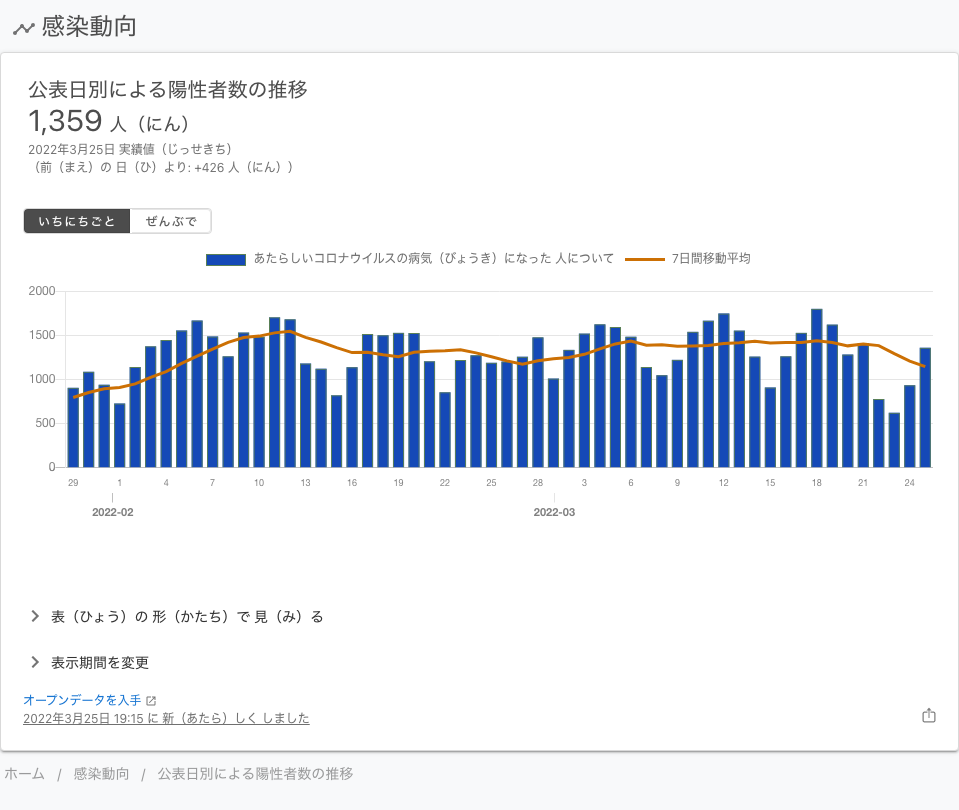 感染動向
公表日別による陽性者数の推移
1,359 人（にん）
2022年3月25日 実績値（じっせきち）
（前（まえ）の 日（ひ）より: +426 人（にん））
いちにちごと ぜんぶで
あたらしいコロナウイルスの病気（びょうき）になった 人について 7日間移動平均
2000
1500
1000
500
0
29 1 4 7 10 13 16 19 22 25 28 3 6 9 12 15 18 21 24
2022-02 2022-03
表（ひょう）の 形（かたち）で 見（み）る
表示期間を変更
オープンデータを入手
2022年3月25日 19:15 に 新（あたら）しく しました
ホーム / 感染動向 / 公表日別による陽性者数の推移